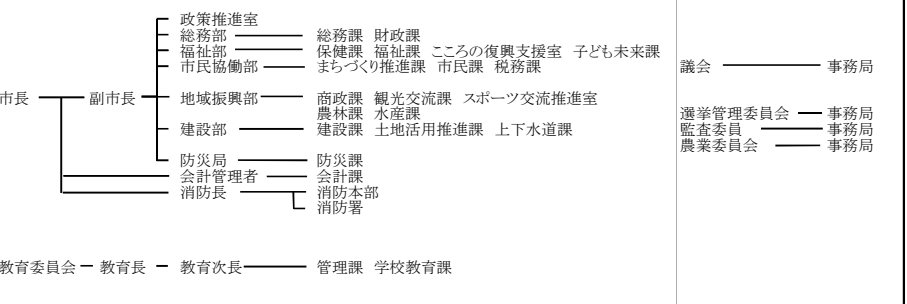 政策推進室
総務部 総務課 財政課
福祉部 保健課 福祉課 こころの復興支援室 子ども未来課
市民協働部 まちづくり推進課 市民課 税務課
市長 副市長 地域振興部 商政課 観光交流課 スポーツ交流推進室
農林課 水産課
建設部 建設課 土地活用推進課 上下水道課
防災局 防災課
会計管理者 会計課
消防長 消防本部
消防署
教育委員会 教育長 教育次長 管理課 学校教育課
議会 事務局
選挙管理委員会 事務局
監査委員 事務局
農業委員会 事務局